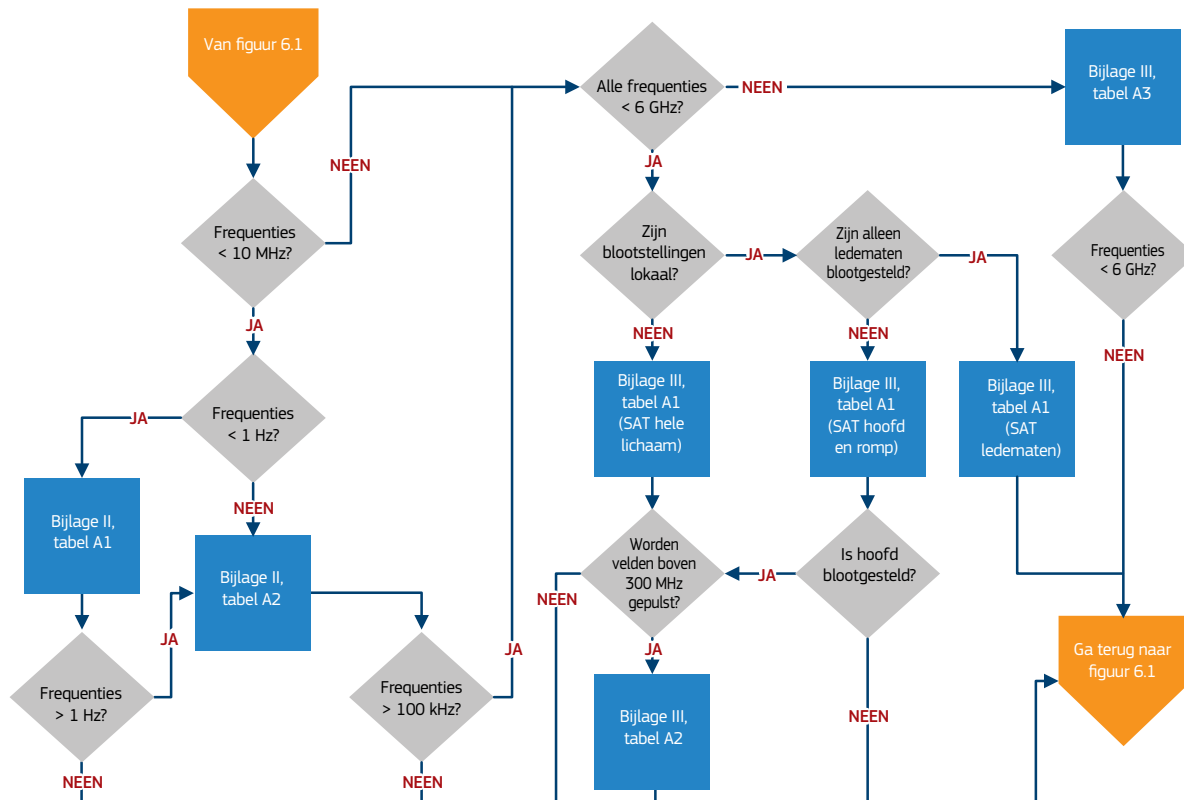 Van figuur 6.1
Alle frequenties
< 6 GHz?
NEEN
Bijlage III,
tabel A3
NEEN
JA
Frequenties
< 10 MHz?
Zijn
blootstellingen
lokaal?
JA
Zijn alleen
ledematen
blootgesteld?
JA
Frequenties
< 6 GHz?
JA
NEEN
NEEN
NEEN
Frequenties
< 1 Hz?
JA
Bijlage III,
tabel A1
(SAT hele
lichaam)
Bijlage III,
tabel A1
(SAT hoofd
en romp)
Bijlage III,
tabel A1
(SAT
ledematen)
NEEN
Bijlage II,
tabel A1
Bijlage II,
tabel A2
Worden
velden boven
300 MHz
gepulst?
JA
Is hoofd
blootgesteld?
NEEN
JA
JA
JA
Frequenties
> 1 Hz?
Frequenties
> 100 kHz?
Bijlage III,
tabel A2
NEEN
Ga terug naar
figuur 6.1
NEEN
NEEN